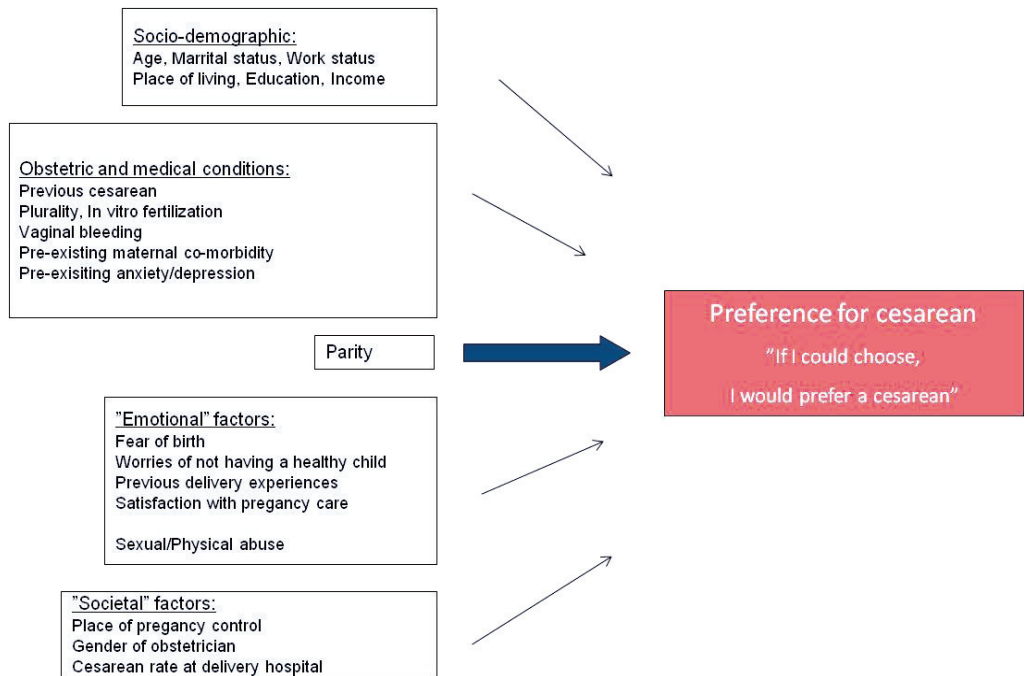 Socio-demographic:
Age, Marrital status, Work status
Place of living, Education, Income
Obstetric and medical conditions:
Previous cesarean
Plurality, In vitro fertilization
Vaginal bleeding
Pre-existing maternal co-morbidity
Pre-exisiting anxiety/depression
Parity
"Emotional" factors:
Fear of birth
Worries of not having a healthy child
Previous delivery experiences
Satisfaction with pregancy care
Sexual/Physical abuse
"Societal" factors:
Place of pregancy control
Gender of obstetrician
Cesarean rate at delivery hospital
Preference for cesarean
"If I could choose,
I would prefer a cesarean"